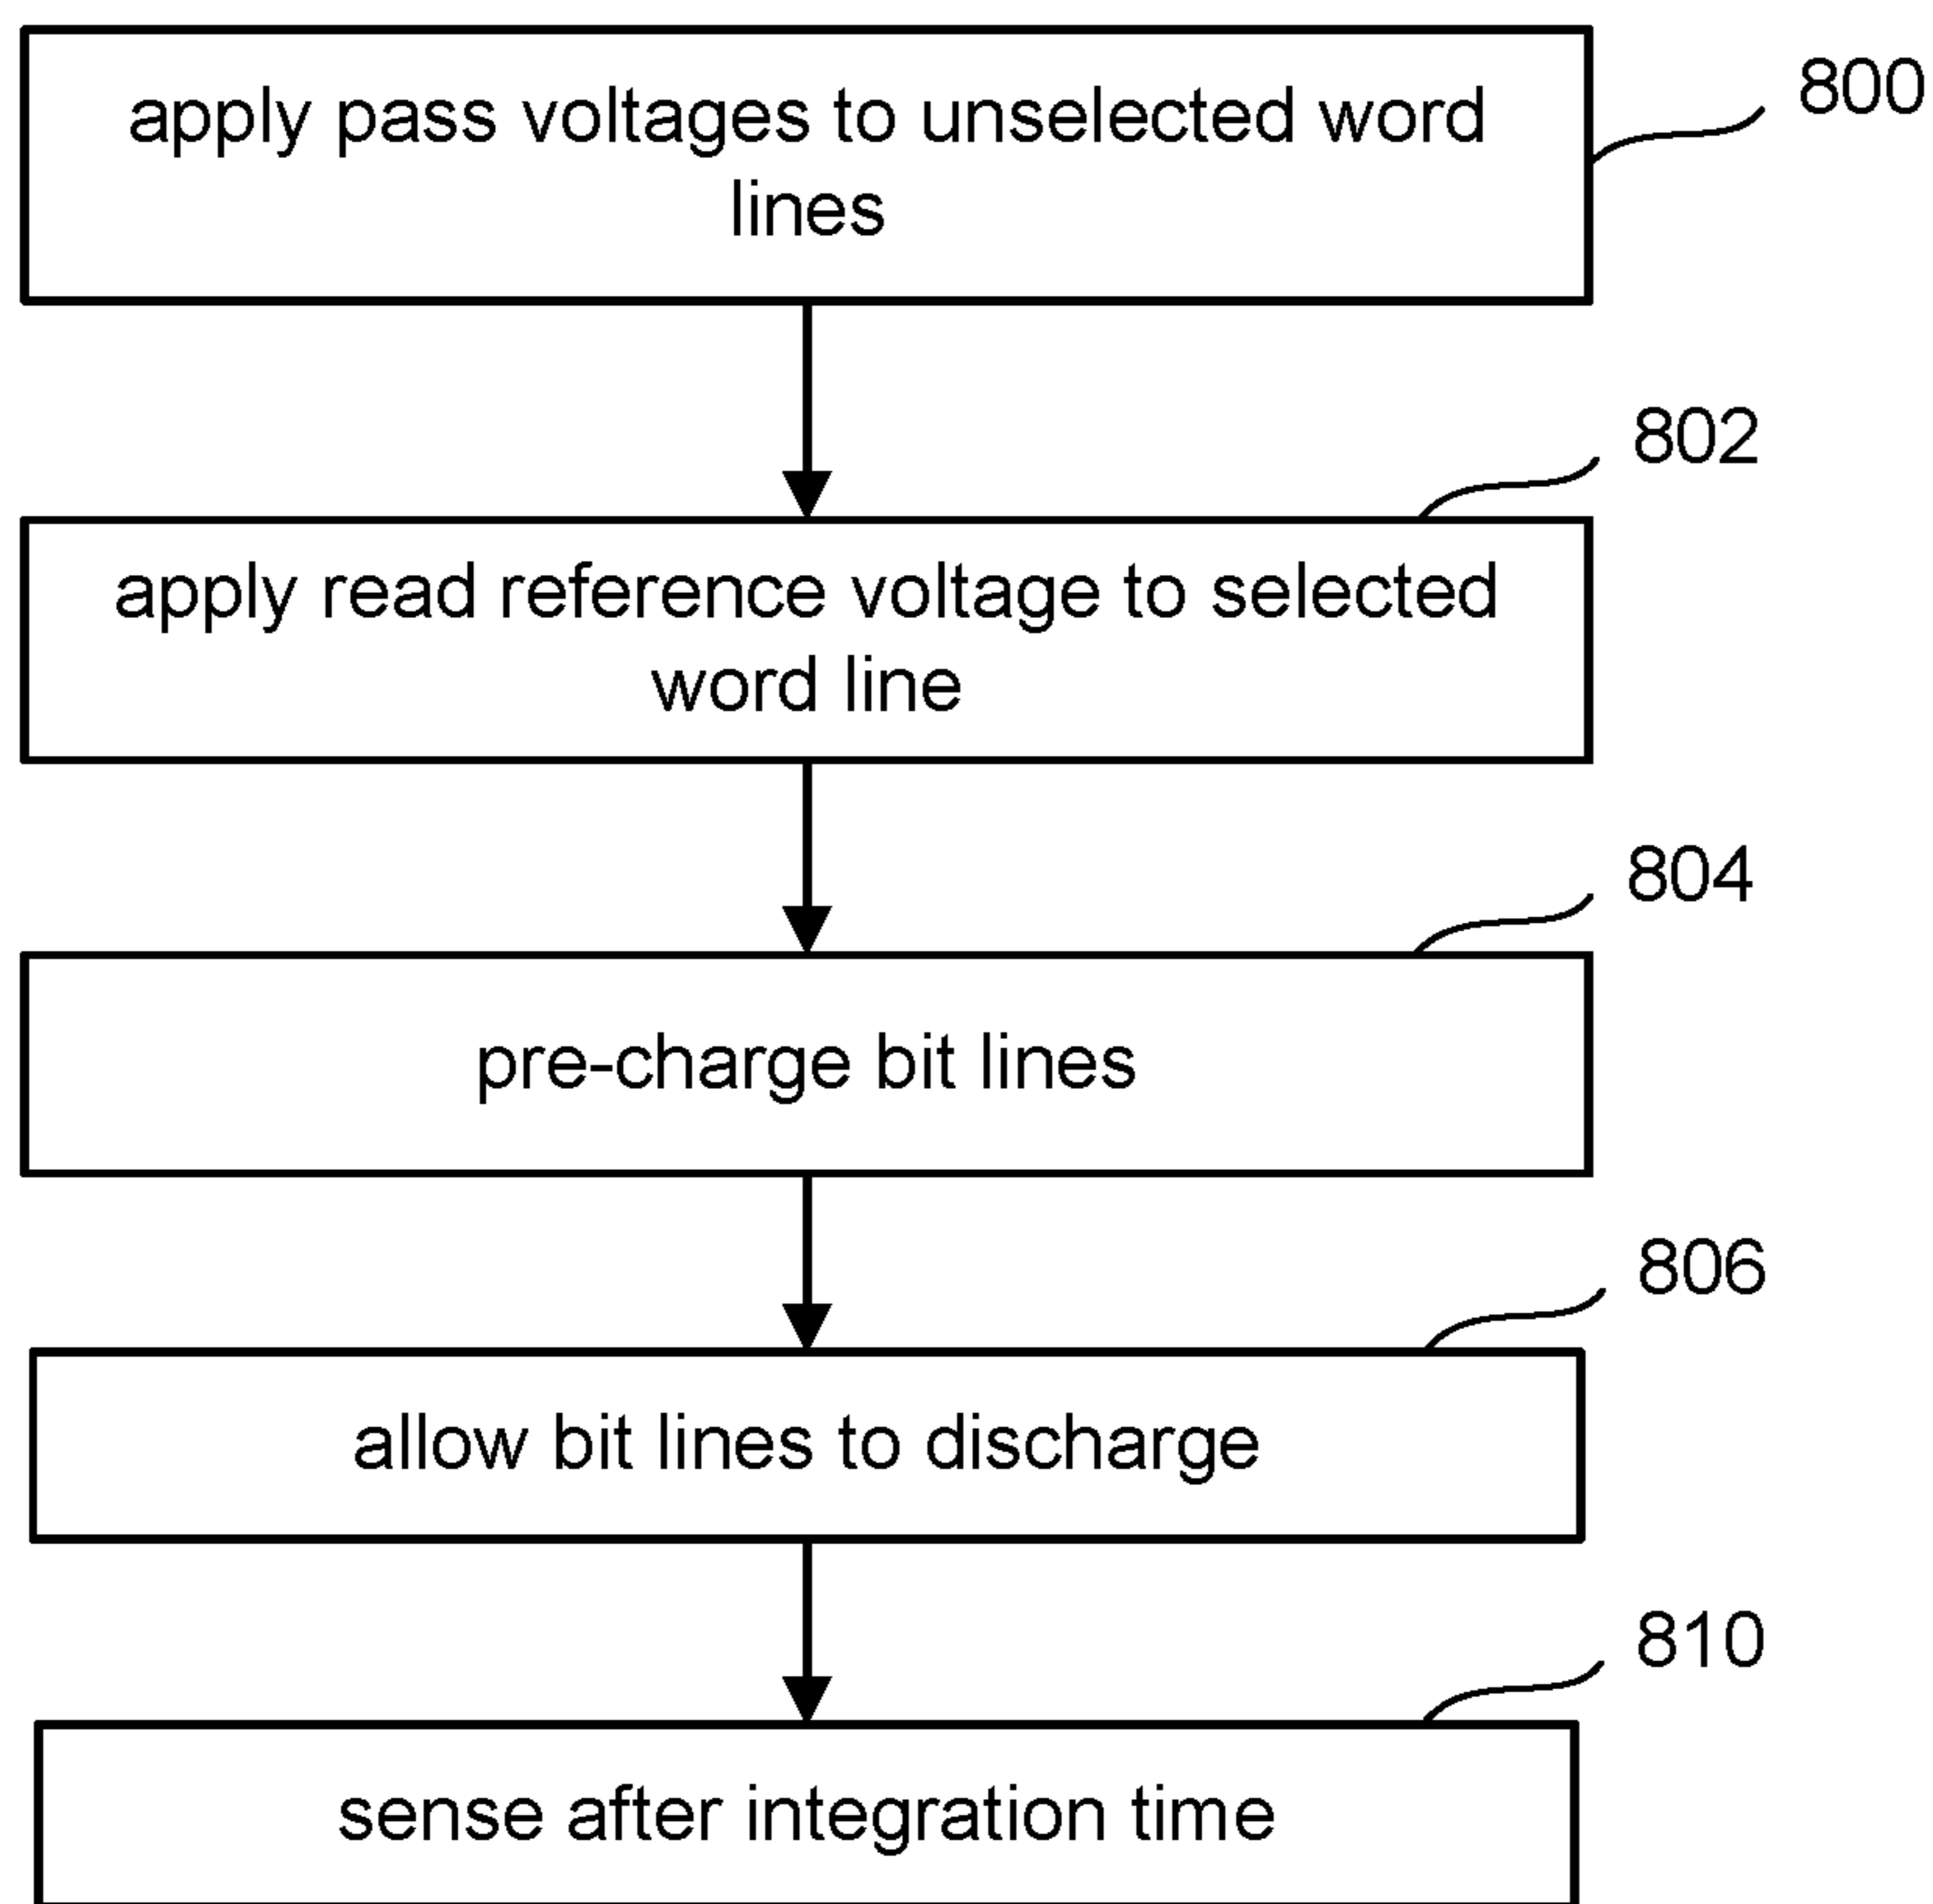 apply pass voltages to unselected word
lines
800
802
apply read reference voltage to selected
word line
804
pre-charge bit lines
806
allow bit lines to discharge
810
sense after integration time